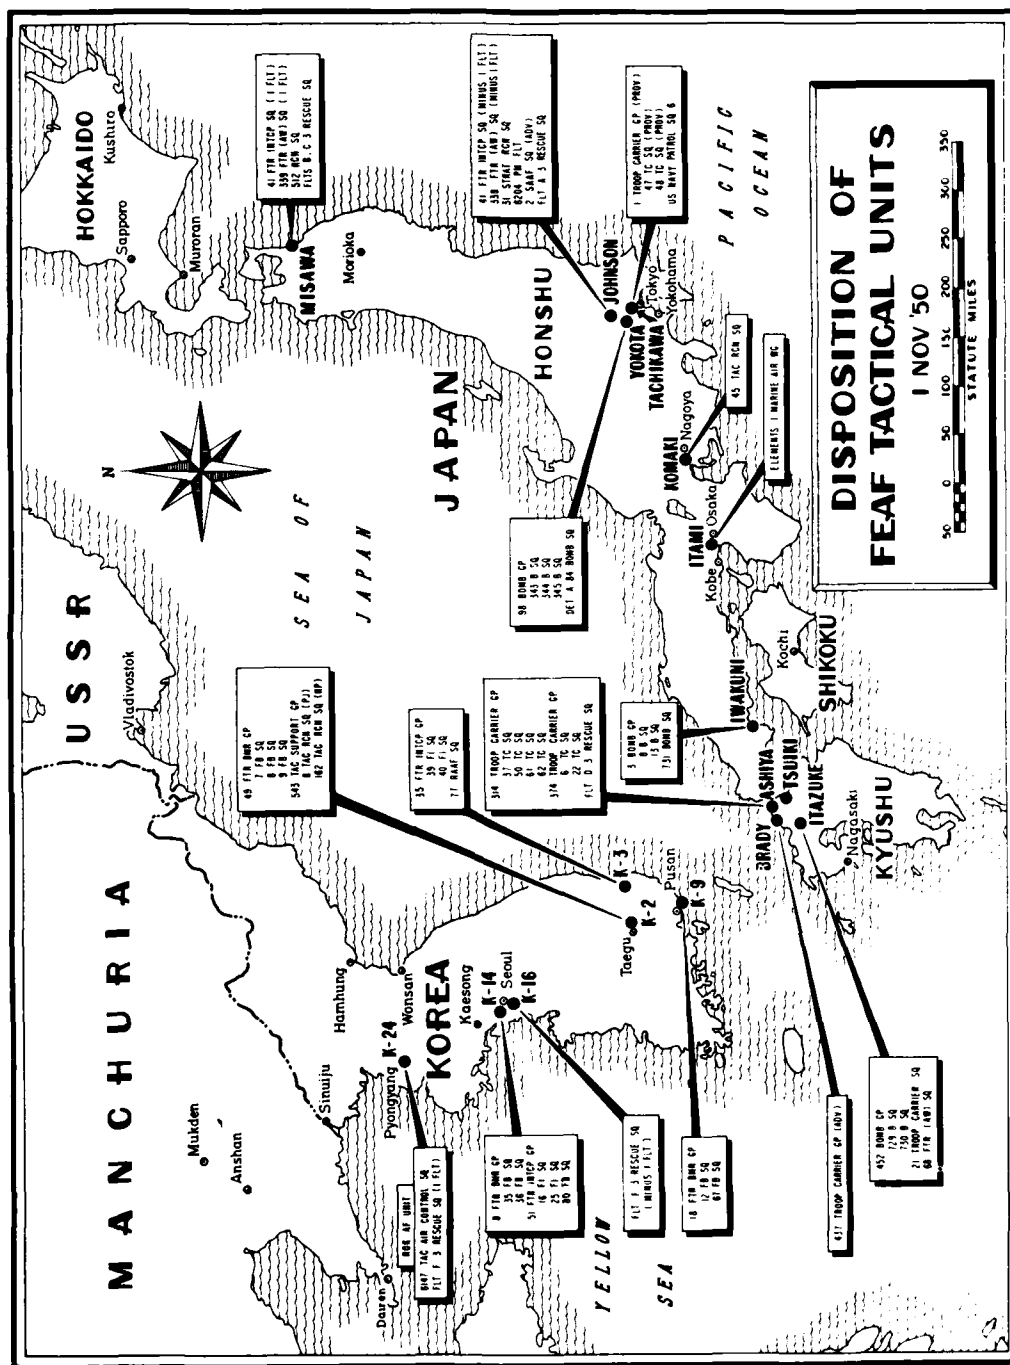 DISPOSITION OF
FEAF TACTICAL UNITS
1 NOV '50
50 0 50 100 150 200 250 300 350
STATUTE MILES
N
MANCHURIA
USSR
HOKKAIDO
Kushiro
Sapporo
Muroran
Vladivostok
Mukden
Anshan
Sinuiju
Dairen
Hamhung
Wonsan
Pyongyang K-24
KOREA
Kaesong
K-14
Seoul
K-16
Taegu
K-2
K-3
Pusan
K-9
YELLOW
SEA
SEA OF
JAPAN
JAPAN
HONSHU
MISAWA
Morioka
JOHNSON
YOKOTA
Tokyo
TACHIKAWA
Yokohama
PACIFIC
OCEAN
KOMAKI
Nagoya
ITAMI
Osaka
Kobe
IWAKUNI
Kochi
SHIKOKU
ASHIYA
TSUIKI
BRADY
ITAZUKE
Nagasaki
KYUSHU
41 FTR INTCP SQ (1 FLT)
339 FTR (AW) SQ (1 FLT)
512 RCN SQ
FLTS B, C 3 RESCUE SQ
41 FTR INTCP SQ (MINUS 1 FLT)
339 FTR (AW) SQ (MINUS 1 FLT)
31 STRAT RCN SQ
6204 PM FLT
2 SAAF SQ (ADV)
FLT A 3 RESCUE SQ
1 TROOP CARRIER GP (PROV)
47 TC SQ (PROV)
48 TC SQ (PROV)
US NAVY PATROL SQ 6
45 TAC RCN SQ
ELEMENTS 1 MARINE AIR WG
98 BOMB GP
343 B SQ
344 B SQ
345 B SQ
DET A 84 BOMB SQ
49 FTR BMR GP
7 FB SQ
8 FB SQ
9 FB SQ
543 TAC SUPPORT GP
8 TAC RCN SQ (PJ)
162 TAC RCN SQ (NP)
35 FTR INTCP GP
39 FI SQ
40 FI SQ
77 RAAF SQ
314 TROOP CARRIER GP
37 TC SQ
50 TC SQ
61 TC SQ
62 TC SQ
374 TROOP CARRIER GP
6 TC SQ
22 TC SQ
FLT D 3 RESCUE SQ
3 BOMB GP
8 B SQ
13 B SQ
731 BOMB SQ
ROK AF UNIT
6147 TAC AIR CONTROL SQ
FLT F 3 RESCUE SQ (1 FLT)
8 FTR BMR GP
35 FB SQ
36 FB SQ
51 FTR INTCP GP
16 FI SQ
25 FI SQ
80 FB SQ
FLT F 3 RESCUE SQ
(MINUS 1 FLT)
18 FTR BMR GP
12 FB SQ
67 FB SQ
437 TROOP CARRIER GP (ADV)
452 BOMB GP
729 B SQ
730 B SQ
21 TROOP CARRIER SQ
68 FTR (AW) SQ